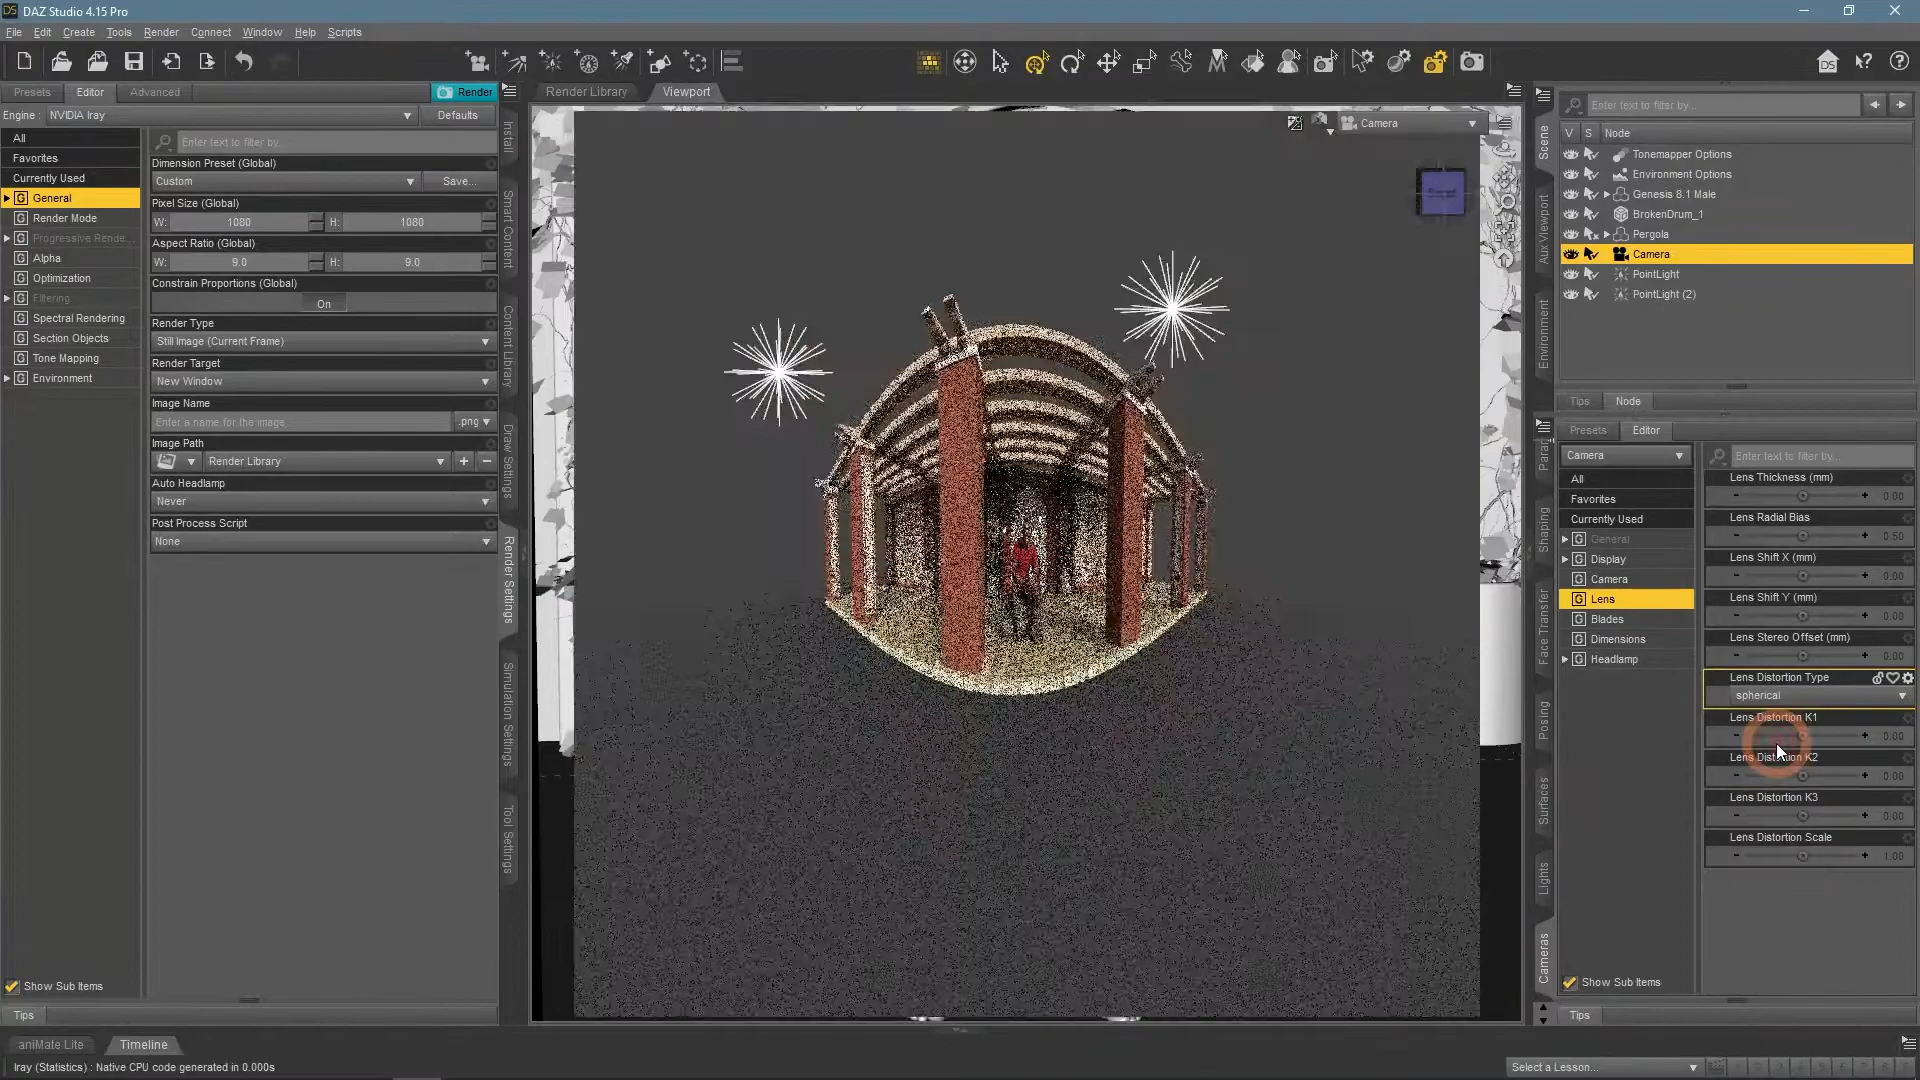 DAZ Studio 4.15 Pro
File Edit Create Tools Render Connect Window Help Scripts
Presets Editor Advanced Render
Engine : NVIDIA Iray Defaults
All
Favorites
Currently Used
General
Render Mode
Progressive Rende...
Alpha
Optimization
Filtering
Spectral Rendering
Section Objects
Tone Mapping
Environment
Show Sub Items
Tips
Enter text to filter by...
Dimension Preset (Global)
Custom Save...
Pixel Size (Global)
W: 1080 H: 1080
Aspect Ratio (Global)
W: 9.0 H: 9.0
Constrain Proportions (Global)
On
Render Type
Still Image (Current Frame)
Render Target
New Window
Image Name
Enter a name for the image .png
Image Path
Render Library + −
Auto Headlamp
Never
Post Process Script
None
Install
Smart Content
Content Library
Draw Settings
Render Settings
Simulation Settings
Tool Settings
Render Library Viewport
Camera
Scene
Aux Viewport
Environment
Enter text to filter by...
V S Node
Tonemapper Options
Environment Options
Genesis 8.1 Male
BrokenDrum_1
Pergola
Camera
PointLight
PointLight (2)
Tips Node
Presets Editor
Para
Shaping
Face Transfer
Posing
Surfaces
Lights
Cameras
Camera
All
Favorites
Currently Used
General
Display
Camera
Lens
Blades
Dimensions
Headlamp
Show Sub Items
Tips
Enter text to filter by...
Lens Thickness (mm)
- + 0.00
Lens Radial Bias
- + 0.50
Lens Shift X (mm)
- + 0.00
Lens Shift Y (mm)
- + 0.00
Lens Stereo Offset (mm)
- + 0.00
Lens Distortion Type
spherical
Lens Distortion K1
- + 0.00
Lens Distortion K2
- + 0.00
Lens Distortion K3
- + 0.00
Lens Distortion Scale
- + 1.00
aniMate Lite Timeline
Iray (Statistics) : Native CPU code generated in 0.000s
Select a Lesson...